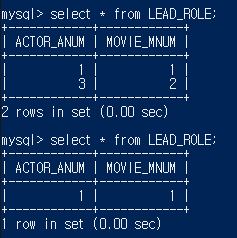 mysql> select * from LEAD_ROLE;
+------------+------------+
| ACTOR_ANUM | MOVIE_MNUM |
+------------+------------+
|          1 |          1 |
|          3 |          2 |
+------------+------------+
2 rows in set (0.00 sec)
mysql> select * from LEAD_ROLE;
+------------+------------+
| ACTOR_ANUM | MOVIE_MNUM |
+------------+------------+
|          1 |          1 |
+------------+------------+
1 row in set (0.00 sec)